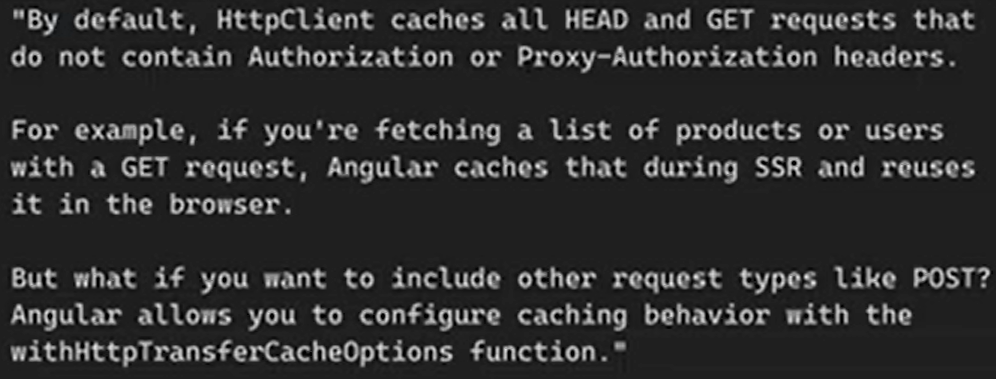 "By default, HttpClient caches all HEAD and GET requests that
do not contain Authorization or Proxy-Authorization headers.
For example, if you're fetching a list of products or users
with a GET request, Angular caches that during SSR and reuses
it in the browser.
But what if you want to include other request types like POST?
Angular allows you to configure caching behavior with the
withHttpTransferCacheOptions function."